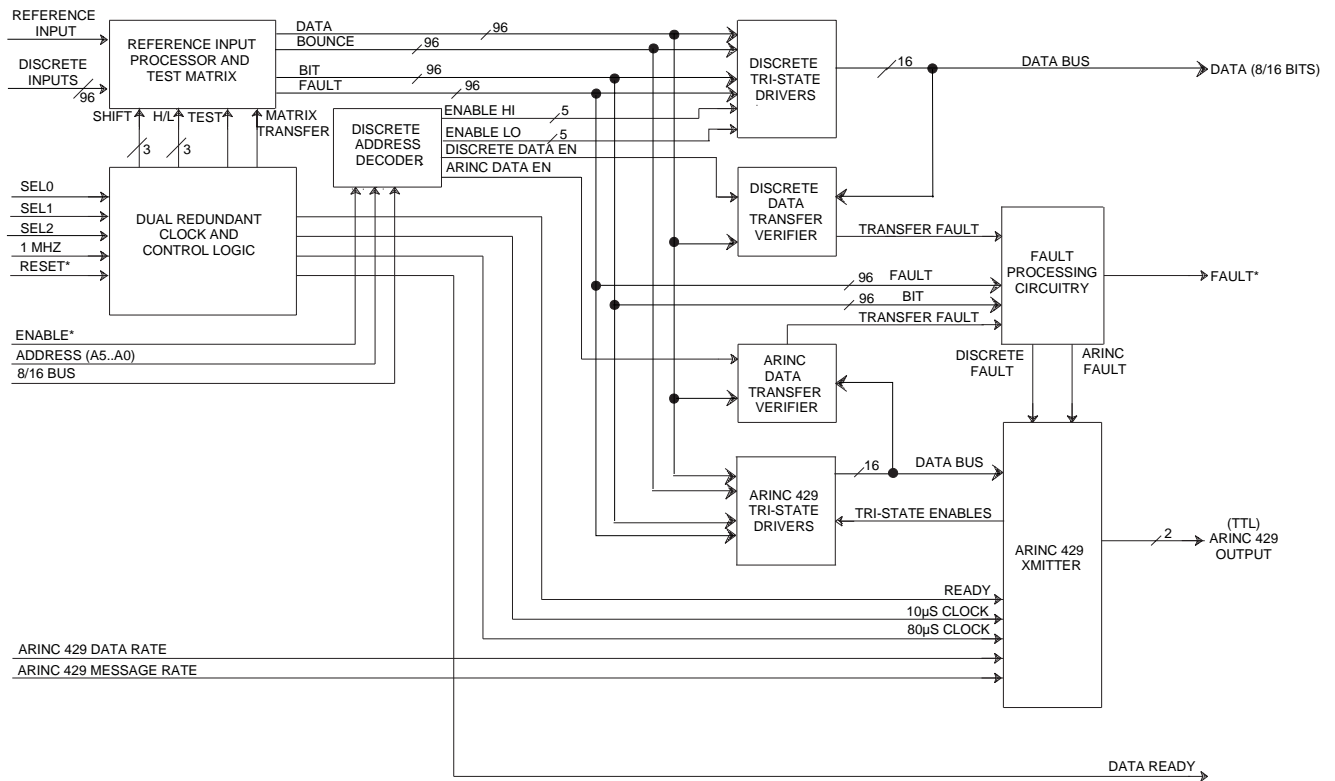 REFERENCE
INPUT
DISCRETE
INPUTS
96
REFERENCE INPUT
PROCESSOR AND
TEST MATRIX
DATA
96
BOUNCE
96
BIT
96
FAULT
96
SHIFT
H/L
TEST
MATRIX
TRANSFER
3
3
DISCRETE
ADDRESS
DECODER
ENABLE HI
5
ENABLE LO
5
DISCRETE DATA EN
ARINC DATA EN
DISCRETE
TRI-STATE
DRIVERS
16
DATA BUS
DATA (8/16 BITS)
SEL0
SEL1
SEL2
1 MHZ
RESET*
DUAL REDUNDANT
CLOCK AND
CONTROL LOGIC
DISCRETE
DATA
TRANSFER
VERIFIER
TRANSFER FAULT
96
FAULT
96
BIT
TRANSFER FAULT
FAULT
PROCESSING
CIRCUITRY
FAULT*
ENABLE*
ADDRESS (A5..A0)
8/16 BUS
ARINC
DATA
TRANSFER
VERIFIER
DISCRETE
FAULT
ARINC
FAULT
ARINC 429
TRI-STATE
DRIVERS
16
DATA BUS
TRI-STATE ENABLES
ARINC 429
XMITTER
2
(TTL)
ARINC 429
OUTPUT
READY
10µS CLOCK
80µS CLOCK
ARINC 429 DATA RATE
ARINC 429 MESSAGE RATE
DATA READY